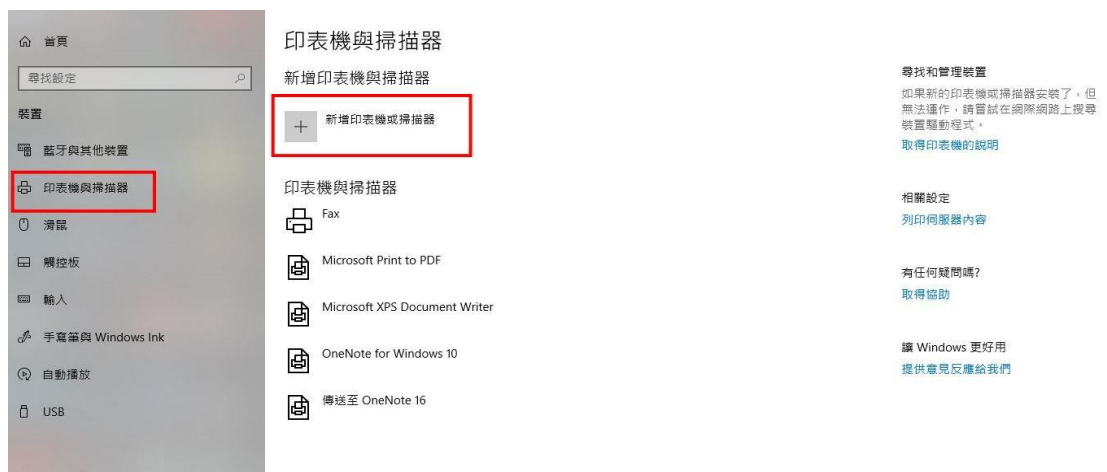 首頁
尋找設定
裝置
藍牙與其他裝置
印表機與掃描器
滑鼠
觸控板
輸入
手寫筆與 Windows Ink
自動播放
USB
印表機與掃描器
新增印表機與掃描器
新增印表機或掃描器
印表機與掃描器
Fax
Microsoft Print to PDF
Microsoft XPS Document Writer
OneNote for Windows 10
傳送至 OneNote 16
尋找和管理裝置
如果新的印表機或掃描器安裝了，但
無法運作，請嘗試在網際網路上搜尋
裝置驅動程式。
取得印表機的說明
相關設定
列印伺服器內容
有任何疑問嗎?
取得協助
讓 Windows 更好用
提供意見反應給我們